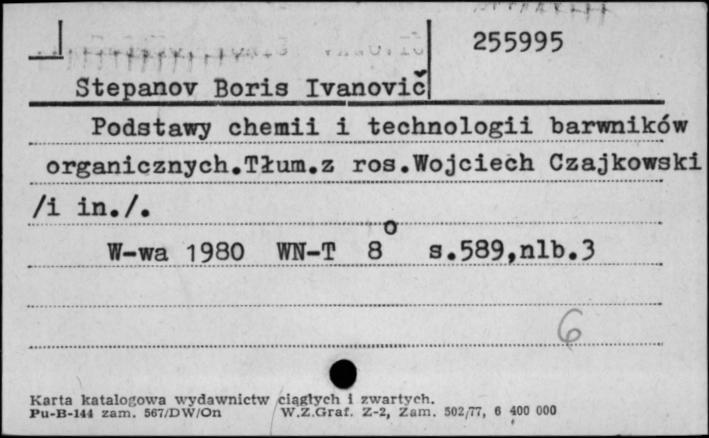 255995
Stepanov Boris Ivanovič
Podstawy chemii i technologii barwników
organicznych.Tłum.z ros.Wojciech Czajkowski
/i in./.
W-wa 1980 WN-T 8° s.589,nlb.3
6
Karta katalogowa wydawnictw ciągłych i zwartych.
Pu-B-144 zam. 567/DW/On W.Z.Graf. Z-2, Zam. 502/77, 6 400 000